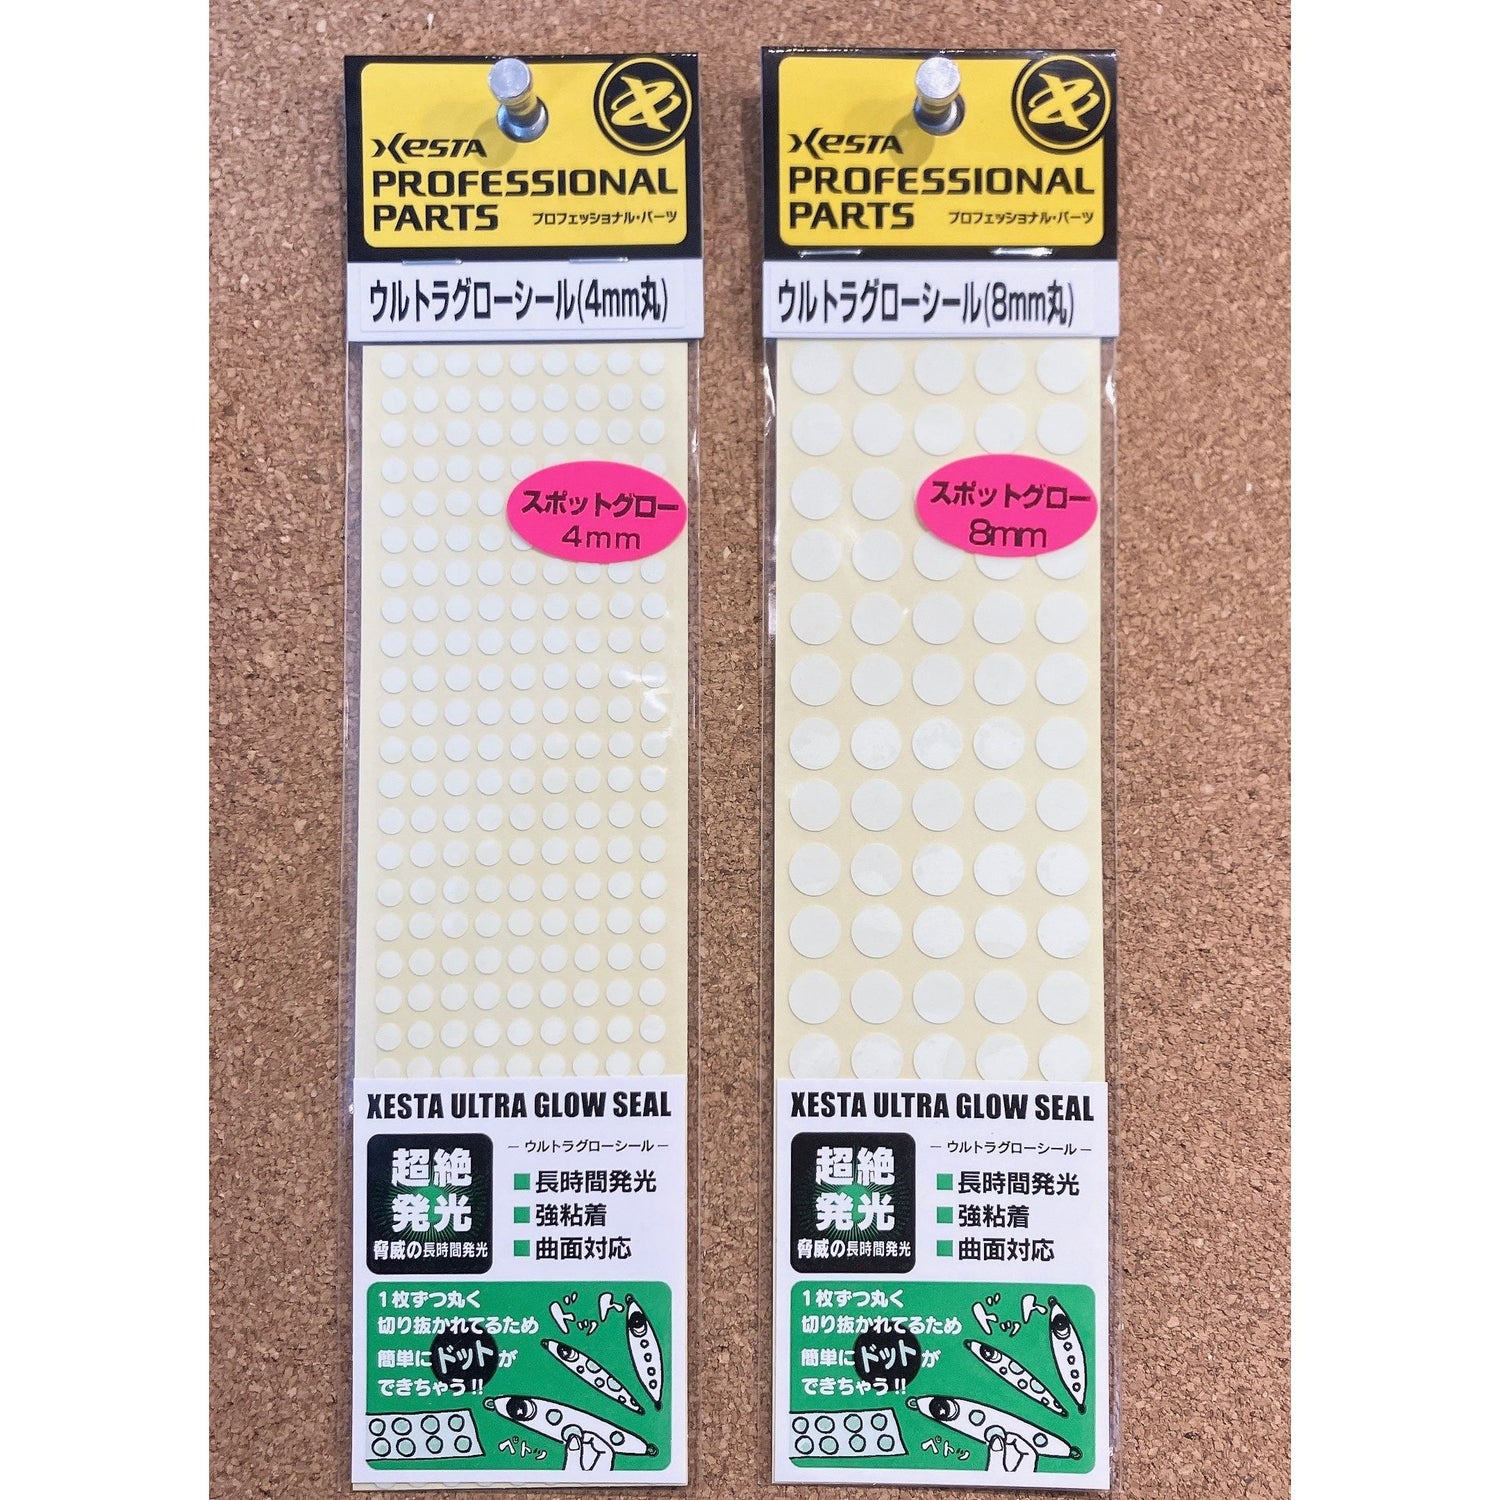 XESTA
PROFESSIONAL
PARTS プロフェッショナル・パーツ
ウルトラグローシール(4mm丸)
スポットグロー
4mm
XESTA ULTRA GLOW SEAL
超絶
発光
脅威の長時間発光
― ウルトラグローシール ―
■長時間発光
■強粘着
■曲面対応
1枚ずつ丸く
切り抜かれてるため
簡単にドットが
できちゃう!!
ドット
ペトッ
XESTA
PROFESSIONAL
PARTS プロフェッショナル・パーツ
ウルトラグローシール(8mm丸)
スポットグロー
8mm
XESTA ULTRA GLOW SEAL
超絶
発光
脅威の長時間発光
― ウルトラグローシール ―
■長時間発光
■強粘着
■曲面対応
1枚ずつ丸く
切り抜かれてるため
簡単にドットが
できちゃう!!
ドット
ペトッ